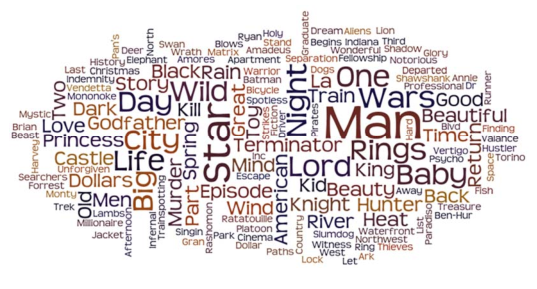 Man
Star
Night
Lord
Rings
Wars
One
Life
City
Wild
Day
Big
Baby
Terminator
Godfather
Dark
Kill
Black
Rain
Story
Great
Toy
Train
La
Good
Beautiful
Time
Return
King
Mind
Kid
Beauty
Episode
American
Knight
Hunter
Back
River
Heat
Wind
Part
Murder
Spring
Men
Old
Dollars
Castle
Princess
Love
Two
North
Pan's
Deer
History
Last
Christmas
Indemnity
Vendetta
Mononoke
Mystic
Brian
Beast
Harvey
Searchers
Forrest
Monty
Trek
Lambs
Millionaire
Jacket
Unforgiven
Afternoon
Infernal
Trainspotting
Singin
Gran
Rashomon
Ratatouille
Platoon
Park
Cinema
Dollar
Paths
Country
Lock
Escape
Inc
Swan
Wrath
Matrix
Elephant
Amores
Blows
Ryan
Holy
Stand
Amadeus
Apartment
Warrior
Batman
Bicycle
Spotless
Strikes
Fiction
Driver
Pirates
Separation
Graduate
Dream
Aliens
Lion
Begins
Indiana
Third
Wonderful
Shadow
Glory
Fellowship
Notorious
Dogs
Departed
Shawshank
Annie
Professional
Dr
Runner
Hard
Blvd
Valance
Finding
Vertigo
Hustler
Psycho
Space
Torino
Away
Fish
List
Paradiso
Treasure
Ben-Hur
Slumdog
Waterfront
Northwest
Witness
Ring
Thieves
West
Let
Ark